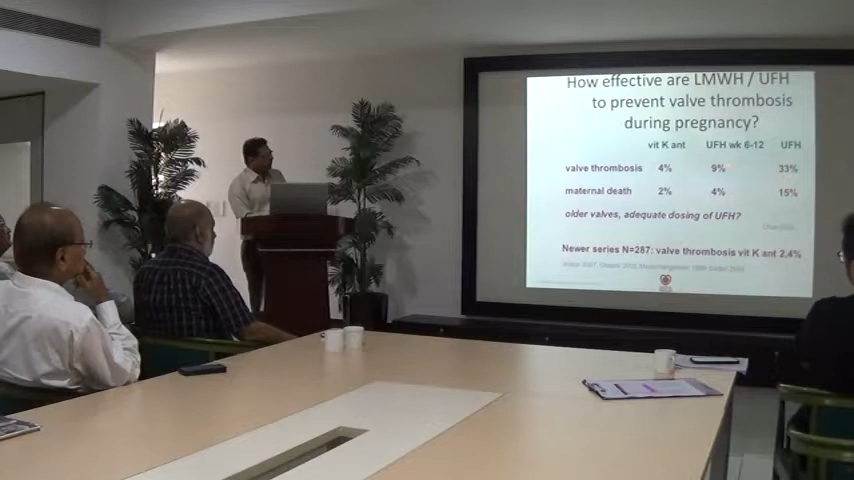 How effective are LMWH / UFH
to prevent valve thrombosis
during pregnancy?
vit K ant UFH wk 6-12 UFH
valve thrombosis 4% 9% 33%
maternal death 2% 4% 15%
older valves, adequate dosing of UFH?
Newer series N=287: valve thrombosis vit K ant 2,4%